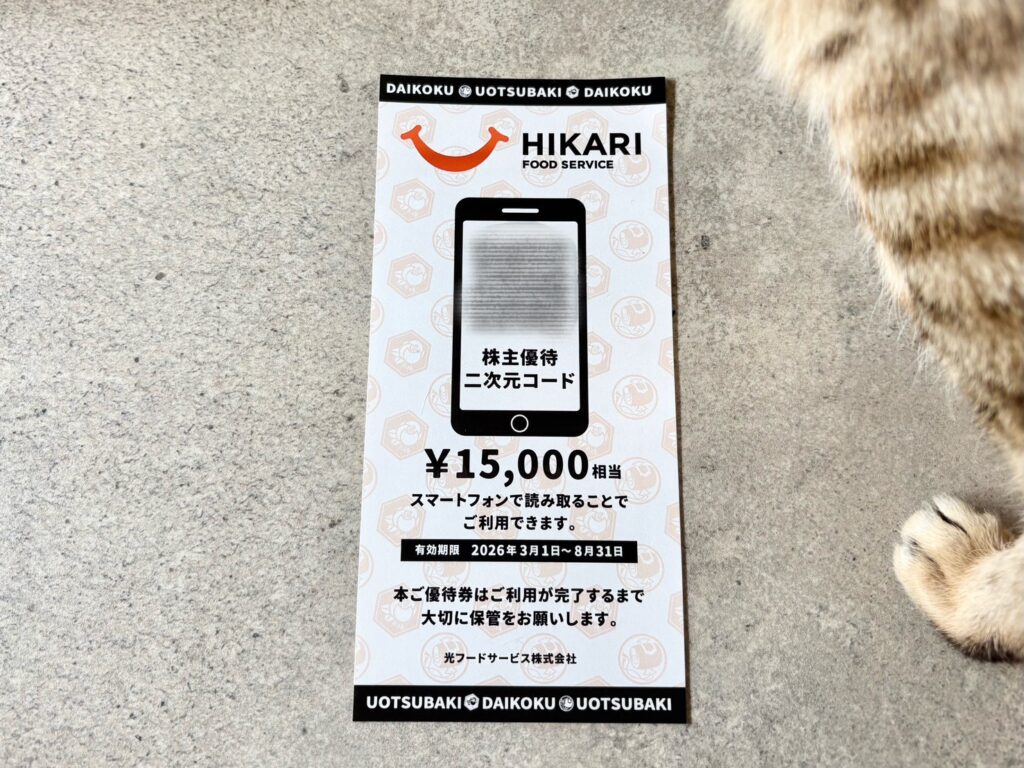 DAIKOKU UOTSUBAKI DAIKOKU
HIKARI
FOOD SERVICE
株主優待
二次元コード
¥15,000相当
スマートフォンで読み取ることで
ご利用できます。
有効期限 2026年3月1日〜8月31日
本ご優待券はご利用が完了するまで
大切に保管をお願いします。
光フードサービス株式会社
UOTSUBAKI DAIKOKU UOTSUBAKI